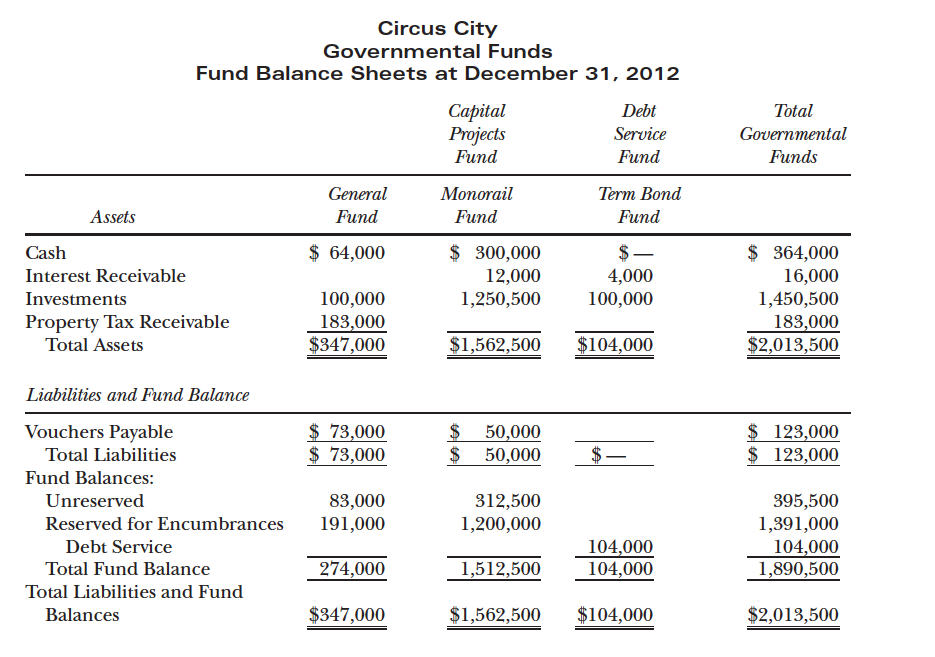 Circus City
Governmental Funds
Fund Balance Sheets at December 31, 2012
Capital Debt Total
Projects Service Governmental
Fund Fund Funds
General Monorail Term Bond
Assets Fund Fund Fund
Cash $ 64,000 $ 300,000 $ — $ 364,000
Interest Receivable 12,000 4,000 16,000
Investments 100,000 1,250,500 100,000 1,450,500
Property Tax Receivable 183,000 183,000
Total Assets $347,000 $1,562,500 $104,000 $2,013,500
Liabilities and Fund Balance
Vouchers Payable $ 73,000 $ 50,000 $ 123,000
Total Liabilities $ 73,000 $ 50,000 $ — $ 123,000
Fund Balances:
Unreserved 83,000 312,500 395,500
Reserved for Encumbrances 191,000 1,200,000 1,391,000
Debt Service 104,000 104,000
Total Fund Balance 274,000 1,512,500 104,000 1,890,500
Total Liabilities and Fund
Balances $347,000 $1,562,500 $104,000 $2,013,500